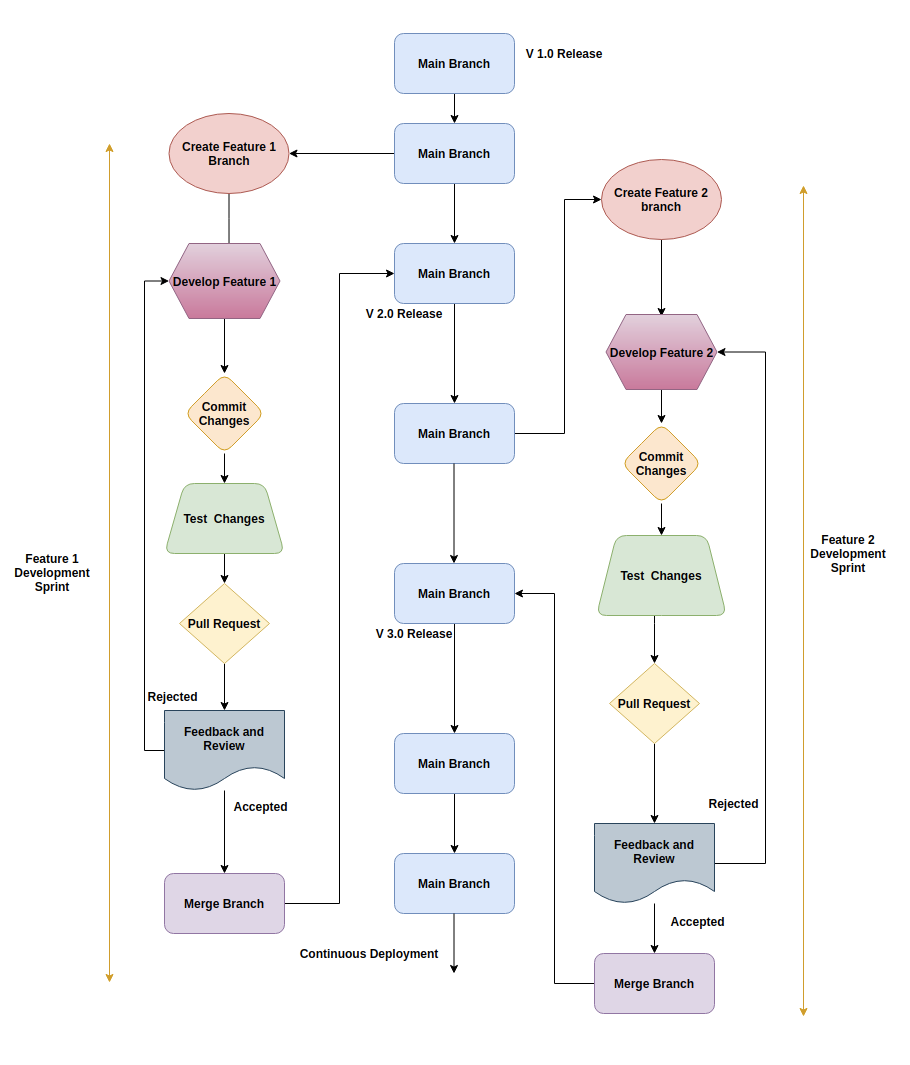 V 1.0 Release
Main Branch
Main Branch
Create Feature 1
Branch
Create Feature 2
branch
Main Branch
Develop Feature 1
V 2.0 Release
Develop Feature 2
Commit
Changes
Main Branch
Commit
Changes
Test  Changes
Feature 1
Development
Sprint
Feature 2
Development
Sprint
Test  Changes
Main Branch
Pull Request
V 3.0 Release
Rejected
Pull Request
Feedback and
Review
Main Branch
Accepted
Rejected
Feedback and
Review
Main Branch
Merge Branch
Accepted
Continuous Deployment
Merge Branch